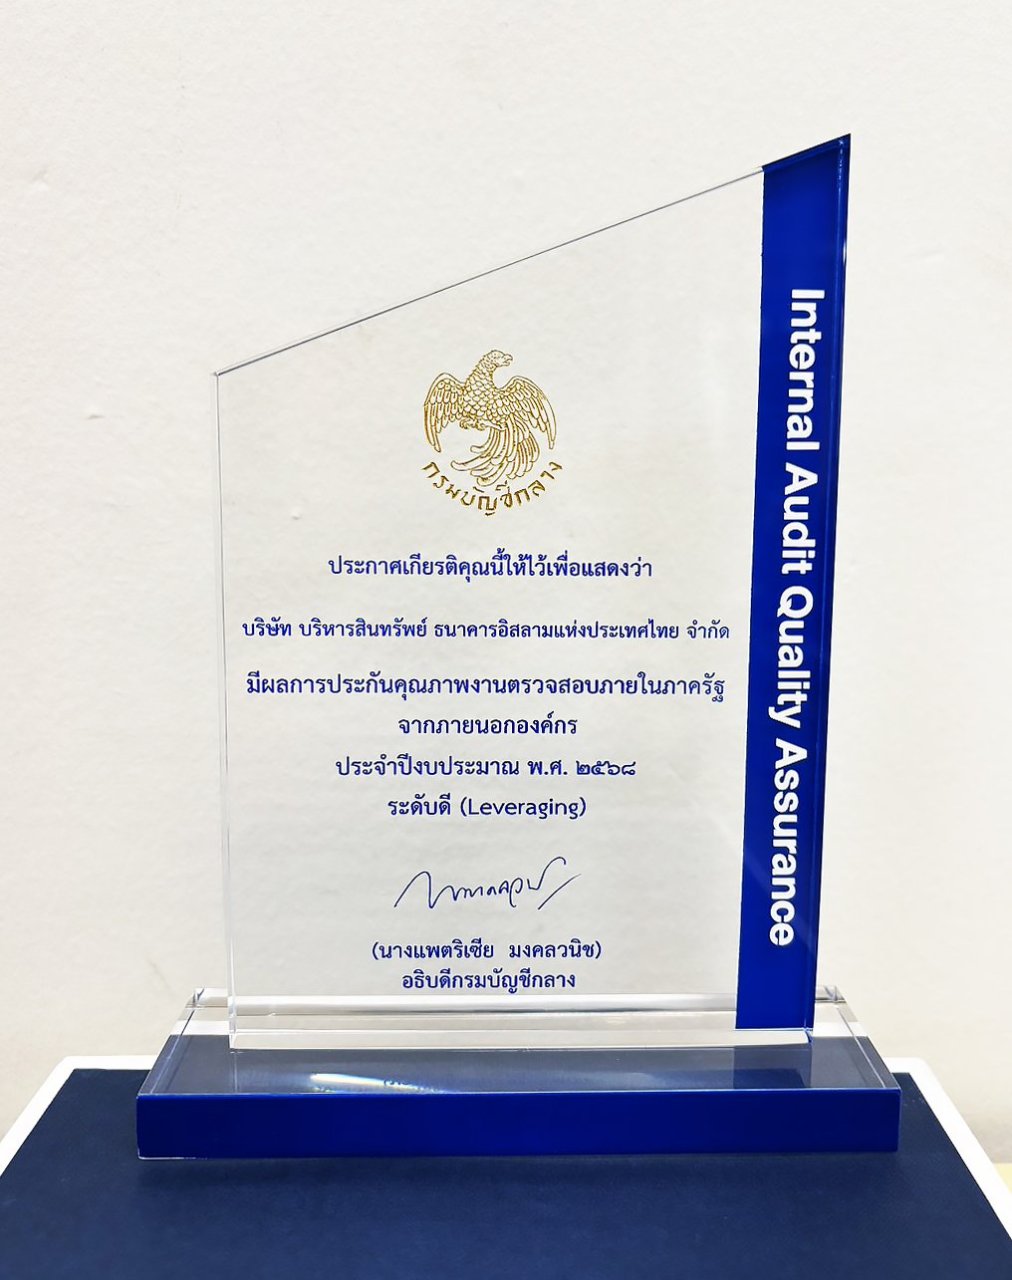 กรมบัญชีกลาง
ประกาศเกียรติคุณนี้ให้ไว้เพื่อแสดงว่า
บริษัท บริหารสินทรัพย์ ธนาคารอิสลามแห่งประเทศไทย จำกัด
มีผลการประกันคุณภาพงานตรวจสอบภายในภาครัฐ
จากภายนอกองค์กร
ประจำปีงบประมาณ พ.ศ. ๒๕๖๘
ระดับดี (Leveraging)
(นางแพตริเซีย มงคลวนิช)
อธิบดีกรมบัญชีกลาง
Internal Audit Quality Assurance